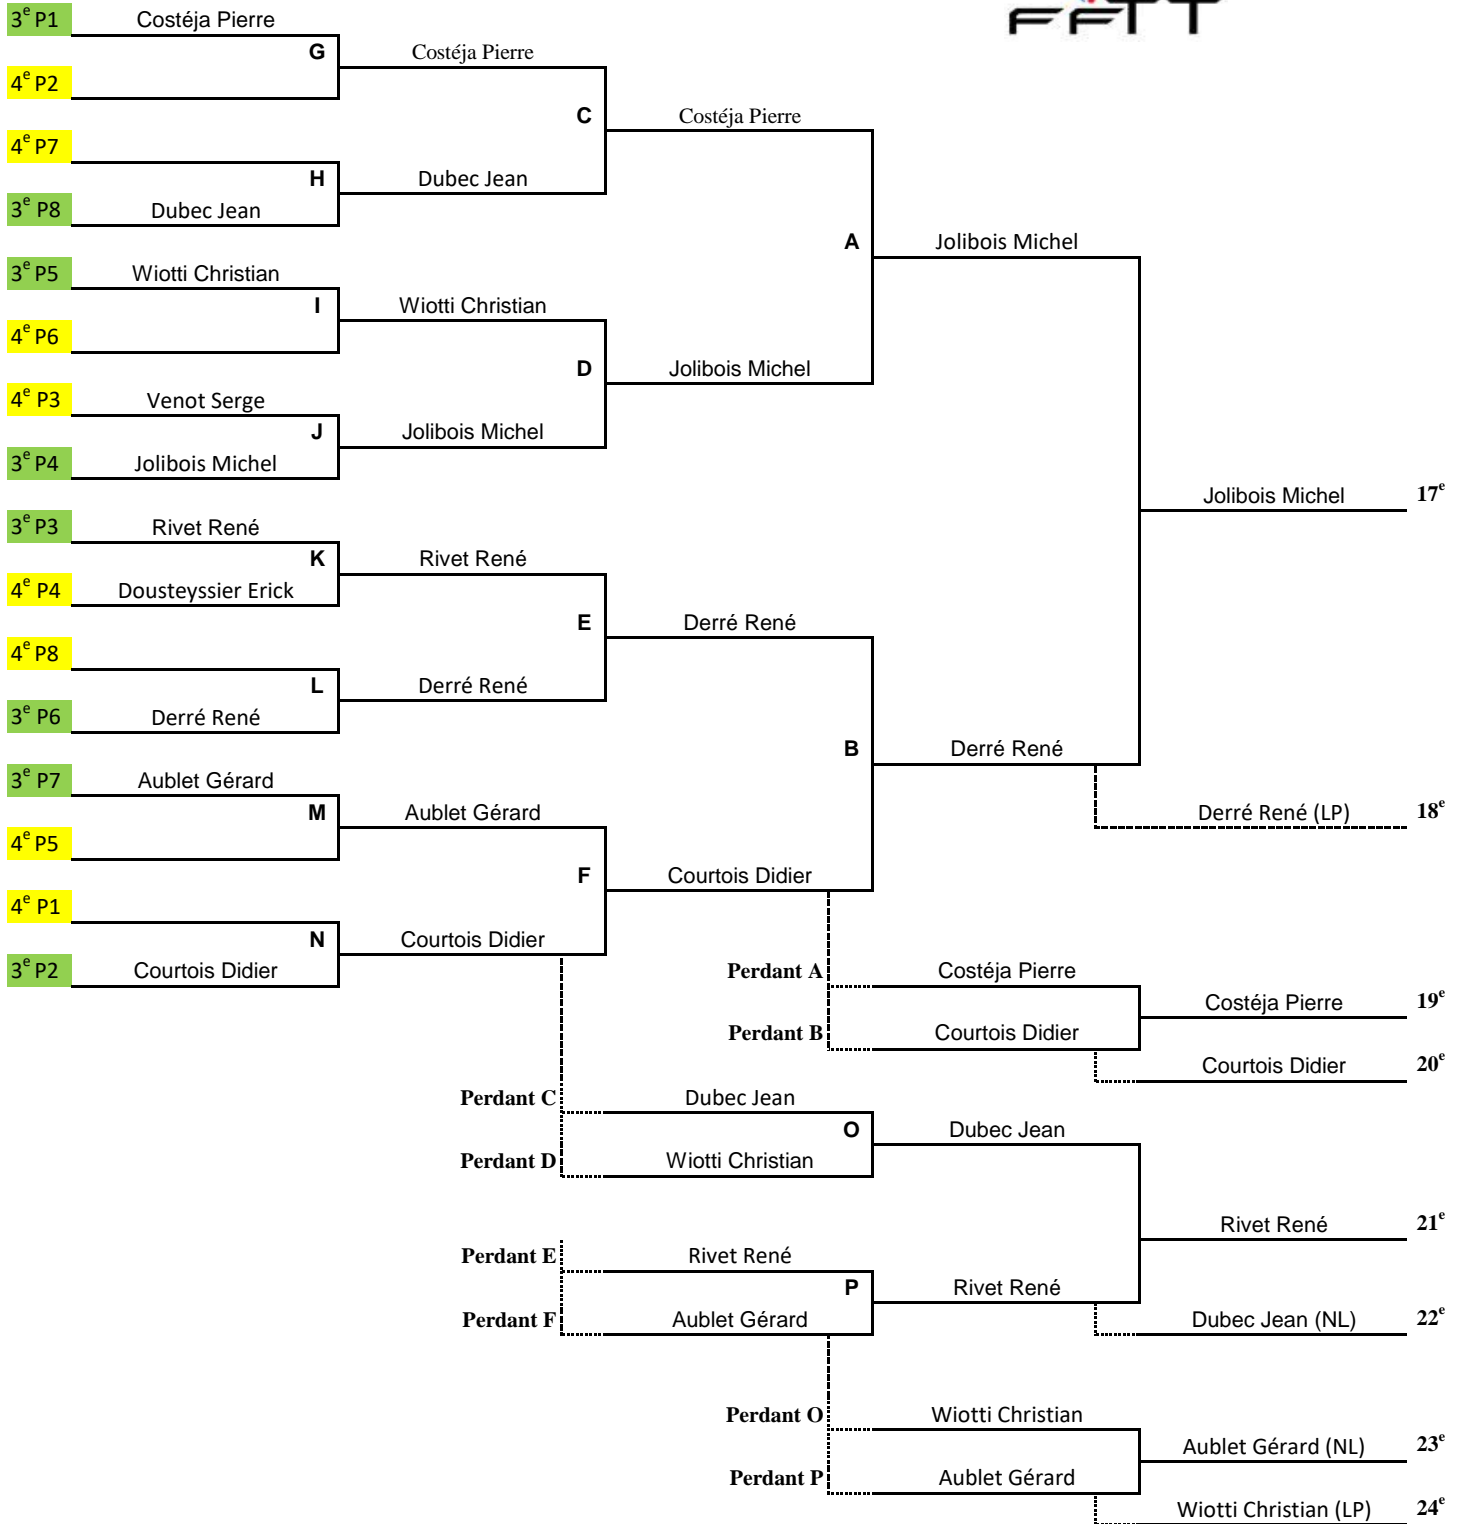 FFTT
3e P1 Costéja Pierre
G Costéja Pierre
4e P2
C Costéja Pierre
4e P7
H Dubec Jean
3e P8 Dubec Jean
A Jolibois Michel
3e P5 Wiotti Christian
I Wiotti Christian
4e P6
D Jolibois Michel
4e P3 Venot Serge
J Jolibois Michel
3e P4 Jolibois Michel
Jolibois Michel 17e
3e P3 Rivet René
K Rivet René
4e P4 Dousteyssier Erick
E Derré René
4e P8
L Derré René
3e P6 Derré René
B Derré René
3e P7 Aublet Gérard
M Aublet Gérard
Derré René (LP) 18e
4e P5
F Courtois Didier
4e P1
N Courtois Didier
3e P2 Courtois Didier
Perdant A Costéja Pierre
Costéja Pierre 19e
Perdant B Courtois Didier
Courtois Didier 20e
Perdant C Dubec Jean
O Dubec Jean
Perdant D Wiotti Christian
Rivet René 21e
Perdant E Rivet René
P Rivet René
Perdant F Aublet Gérard
Dubec Jean (NL) 22e
Perdant O Wiotti Christian
Aublet Gérard (NL) 23e
Perdant P Aublet Gérard
Wiotti Christian (LP) 24e